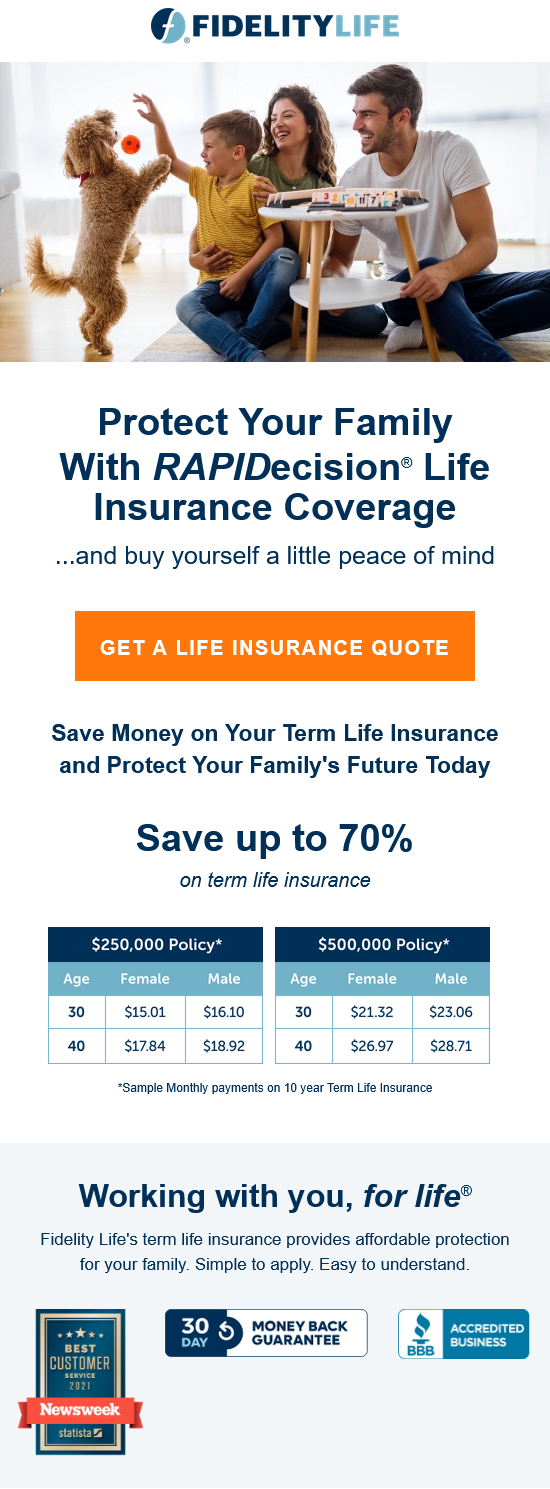 FIDELITYLIFE®
3 2 10 11 7
Protect Your Family
With RAPIDecision® Life
Insurance Coverage
...and buy yourself a little peace of mind
GET A LIFE INSURANCE QUOTE
Save Money on Your Term Life Insurance
and Protect Your Family's Future Today
Save up to 70%
on term life insurance
$250,000 Policy*
Age Female Male
30 $15.01 $16.10
40 $17.84 $18.92
$500,000 Policy*
Age Female Male
30 $21.32 $23.06
40 $26.97 $28.71
*Sample Monthly payments on 10 year Term Life Insurance
Working with you, for life®
Fidelity Life's term life insurance provides affordable protection
for your family. Simple to apply. Easy to understand.
BEST
CUSTOMER
SERVICE
2021
Newsweek
statista
30
DAY
MONEY BACK
GUARANTEE
BBB
ACCREDITED
BUSINESS